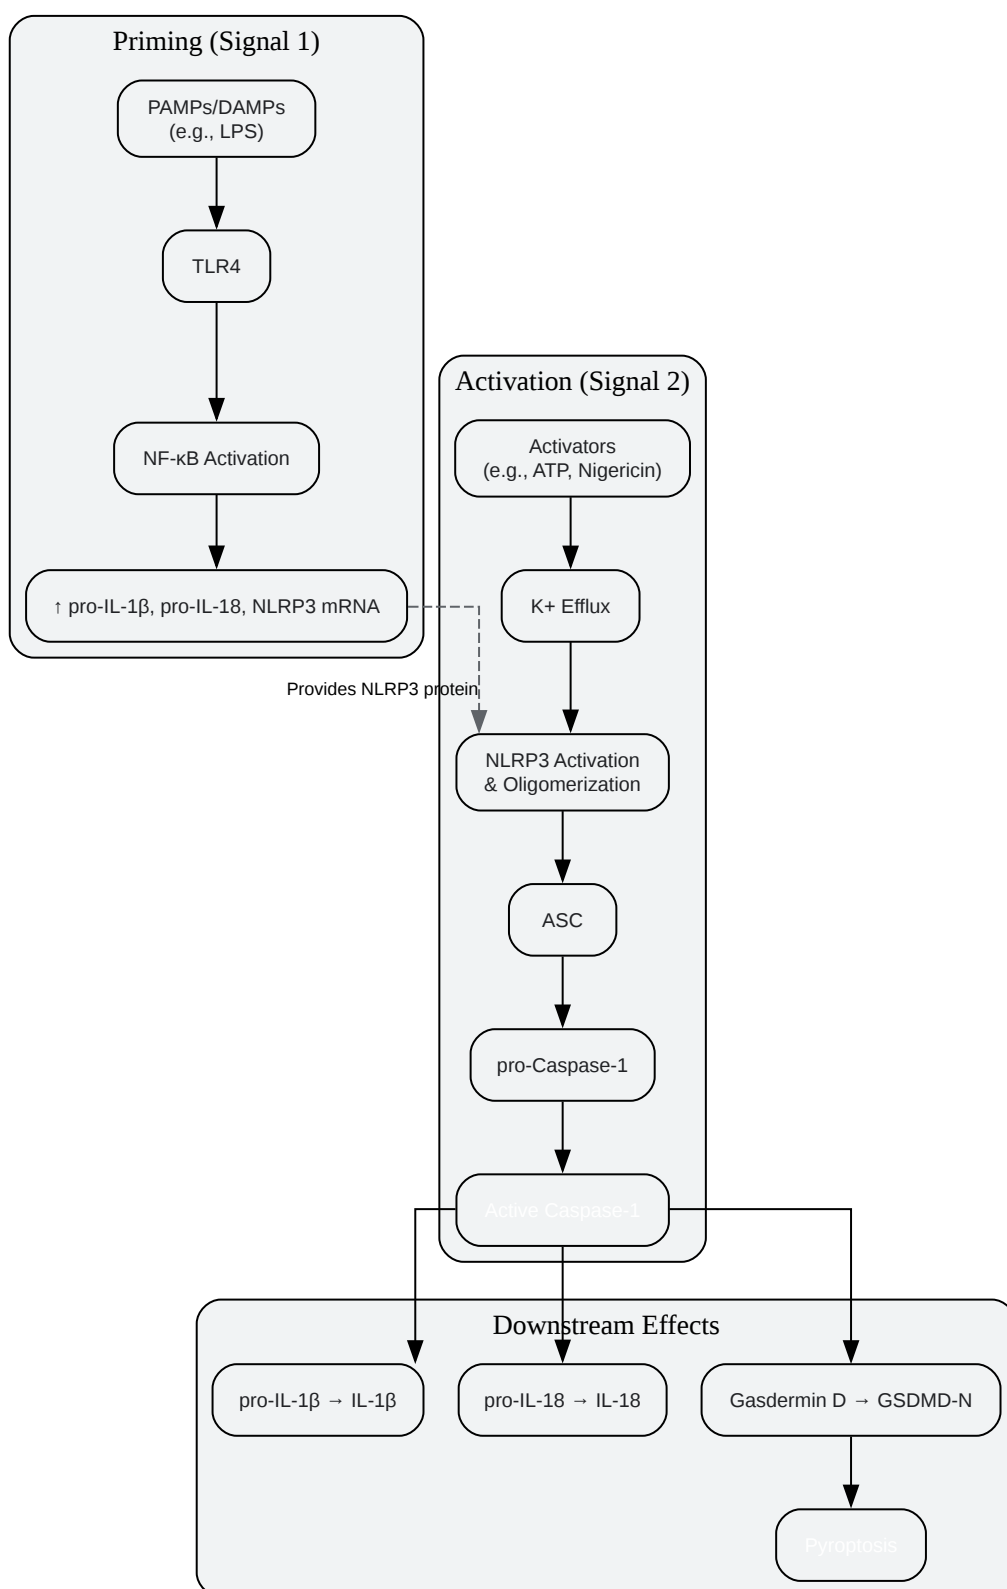 Priming (Signal 1)
PAMPs/DAMPs
(e.g., LPS)
TLR4
NF-κB Activation
↑ pro-IL-1β, pro-IL-18, NLRP3 mRNA
Provides NLRP3 protein
Activation (Signal 2)
Activators
(e.g., ATP, Nigericin)
K+ Efflux
NLRP3 Activation
& Oligomerization
ASC
pro-Caspase-1
Active Caspase-1
Downstream Effects
pro-IL-1β → IL-1β
pro-IL-18 → IL-18
Gasdermin D → GSDMD-N
Pyroptosis